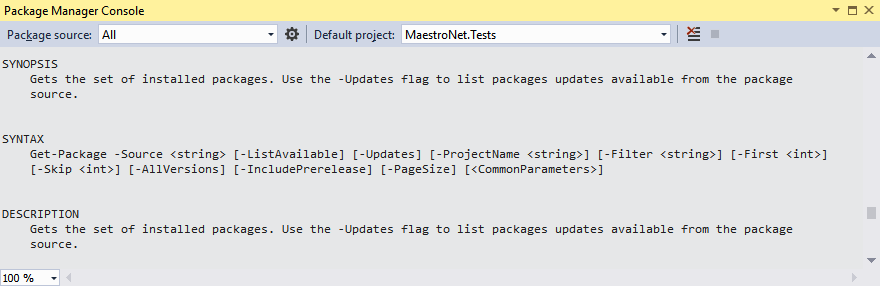 Package Manager Console
Package source: All Default project: MaestroNet.Tests
SYNOPSIS
Gets the set of installed packages. Use the -Updates flag to list packages updates available from the package
source.
SYNTAX
Get-Package -Source <string> [-ListAvailable] [-Updates] [-ProjectName <string>] [-Filter <string>] [-First <int>]
[-Skip <int>] [-AllVersions] [-IncludePrerelease] [-PageSize] [<CommonParameters>]
DESCRIPTION
Gets the set of installed packages. Use the -Updates flag to list packages updates available from the package
source.
100 %